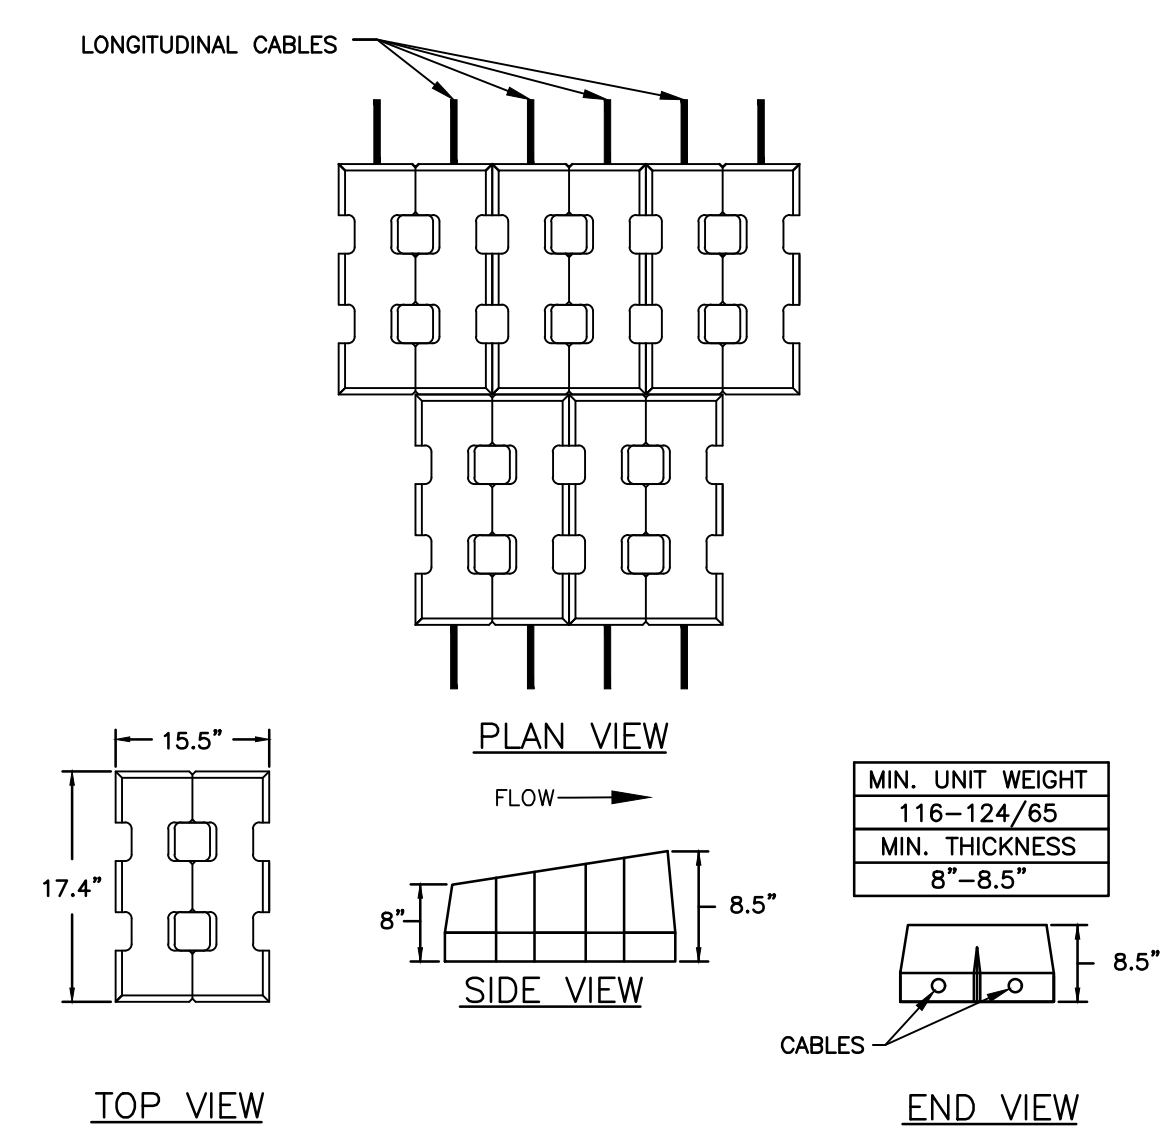 LONGITUDINAL CABLES
PLAN VIEW
15.5"
17.4"
TOP VIEW
FLOW
8"
8.5"
SIDE VIEW
MIN. UNIT WEIGHT
116-124/65
MIN. THICKNESS
8"-8.5"
8.5"
CABLES
END VIEW